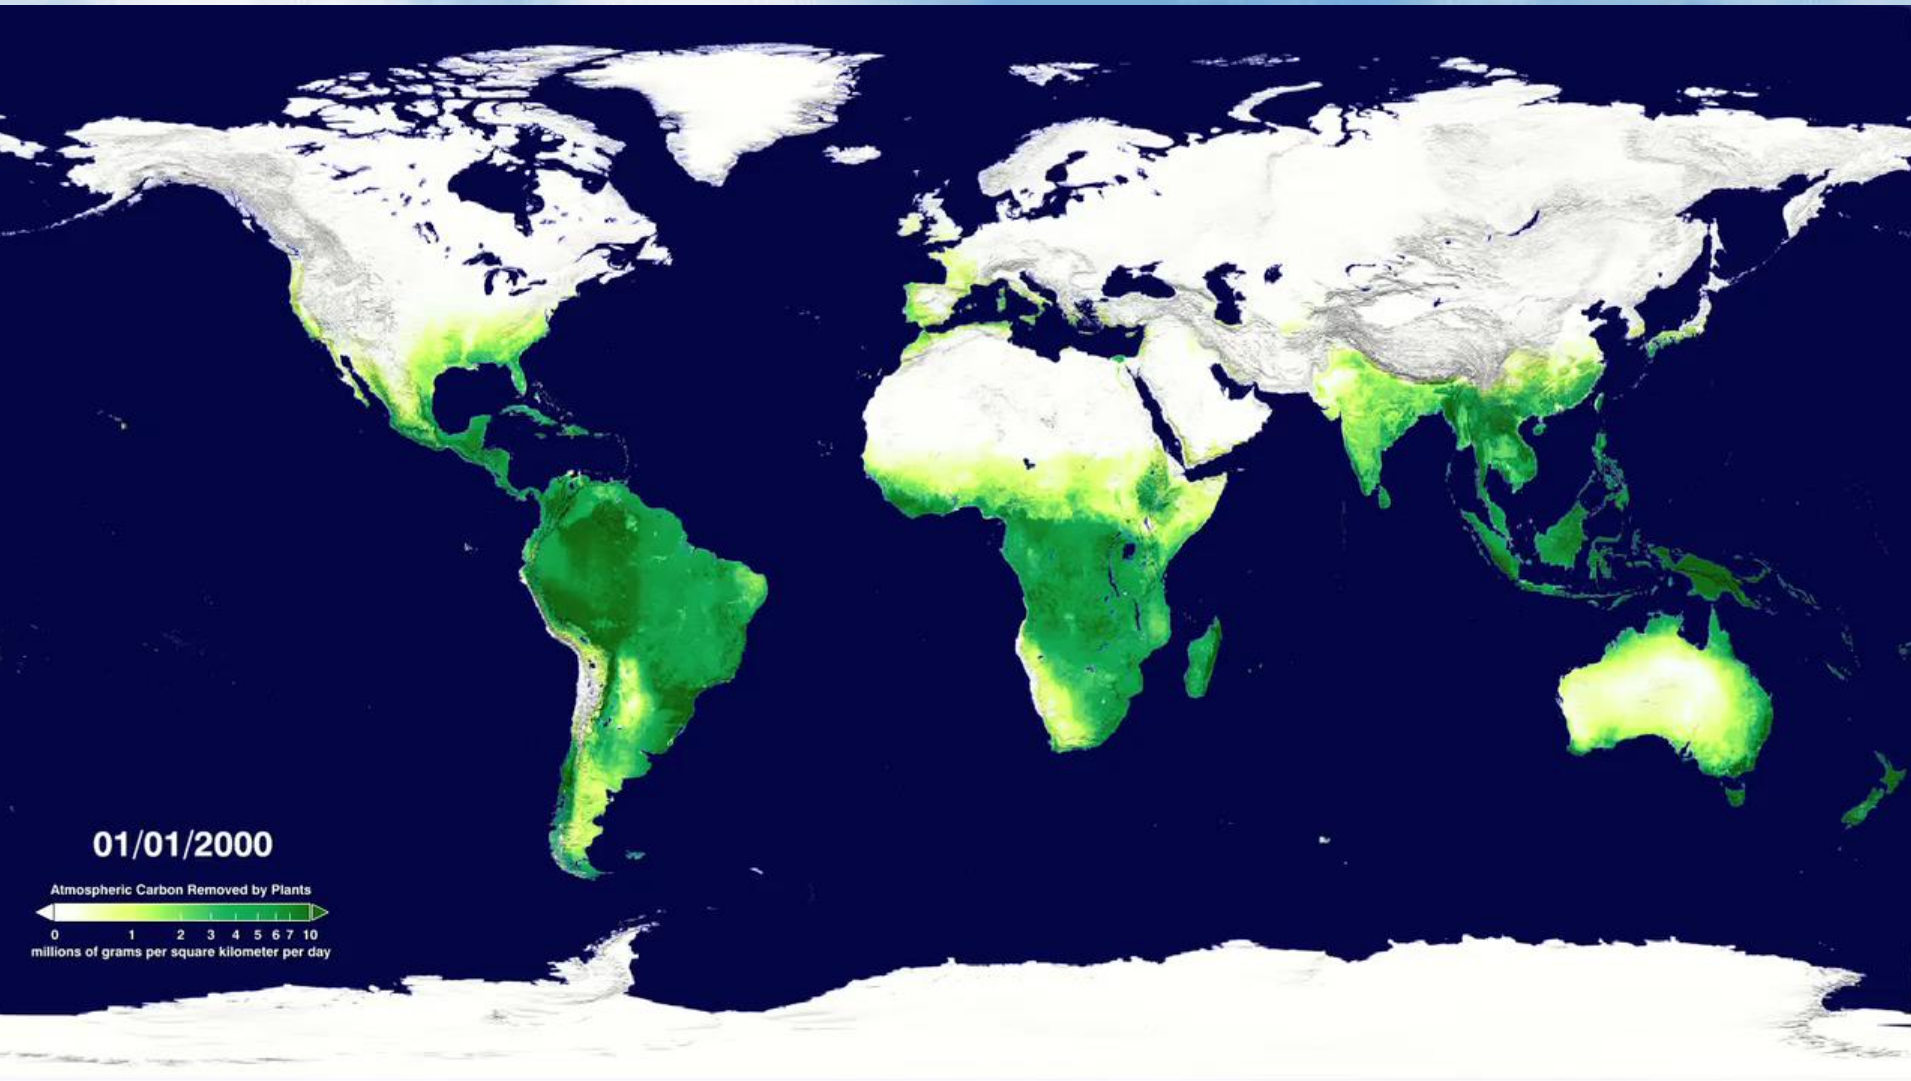 01/01/2000
Atmospheric Carbon Removed by Plants
0 1 2 3 4 5 6 7 10
millions of grams per square kilometer per day